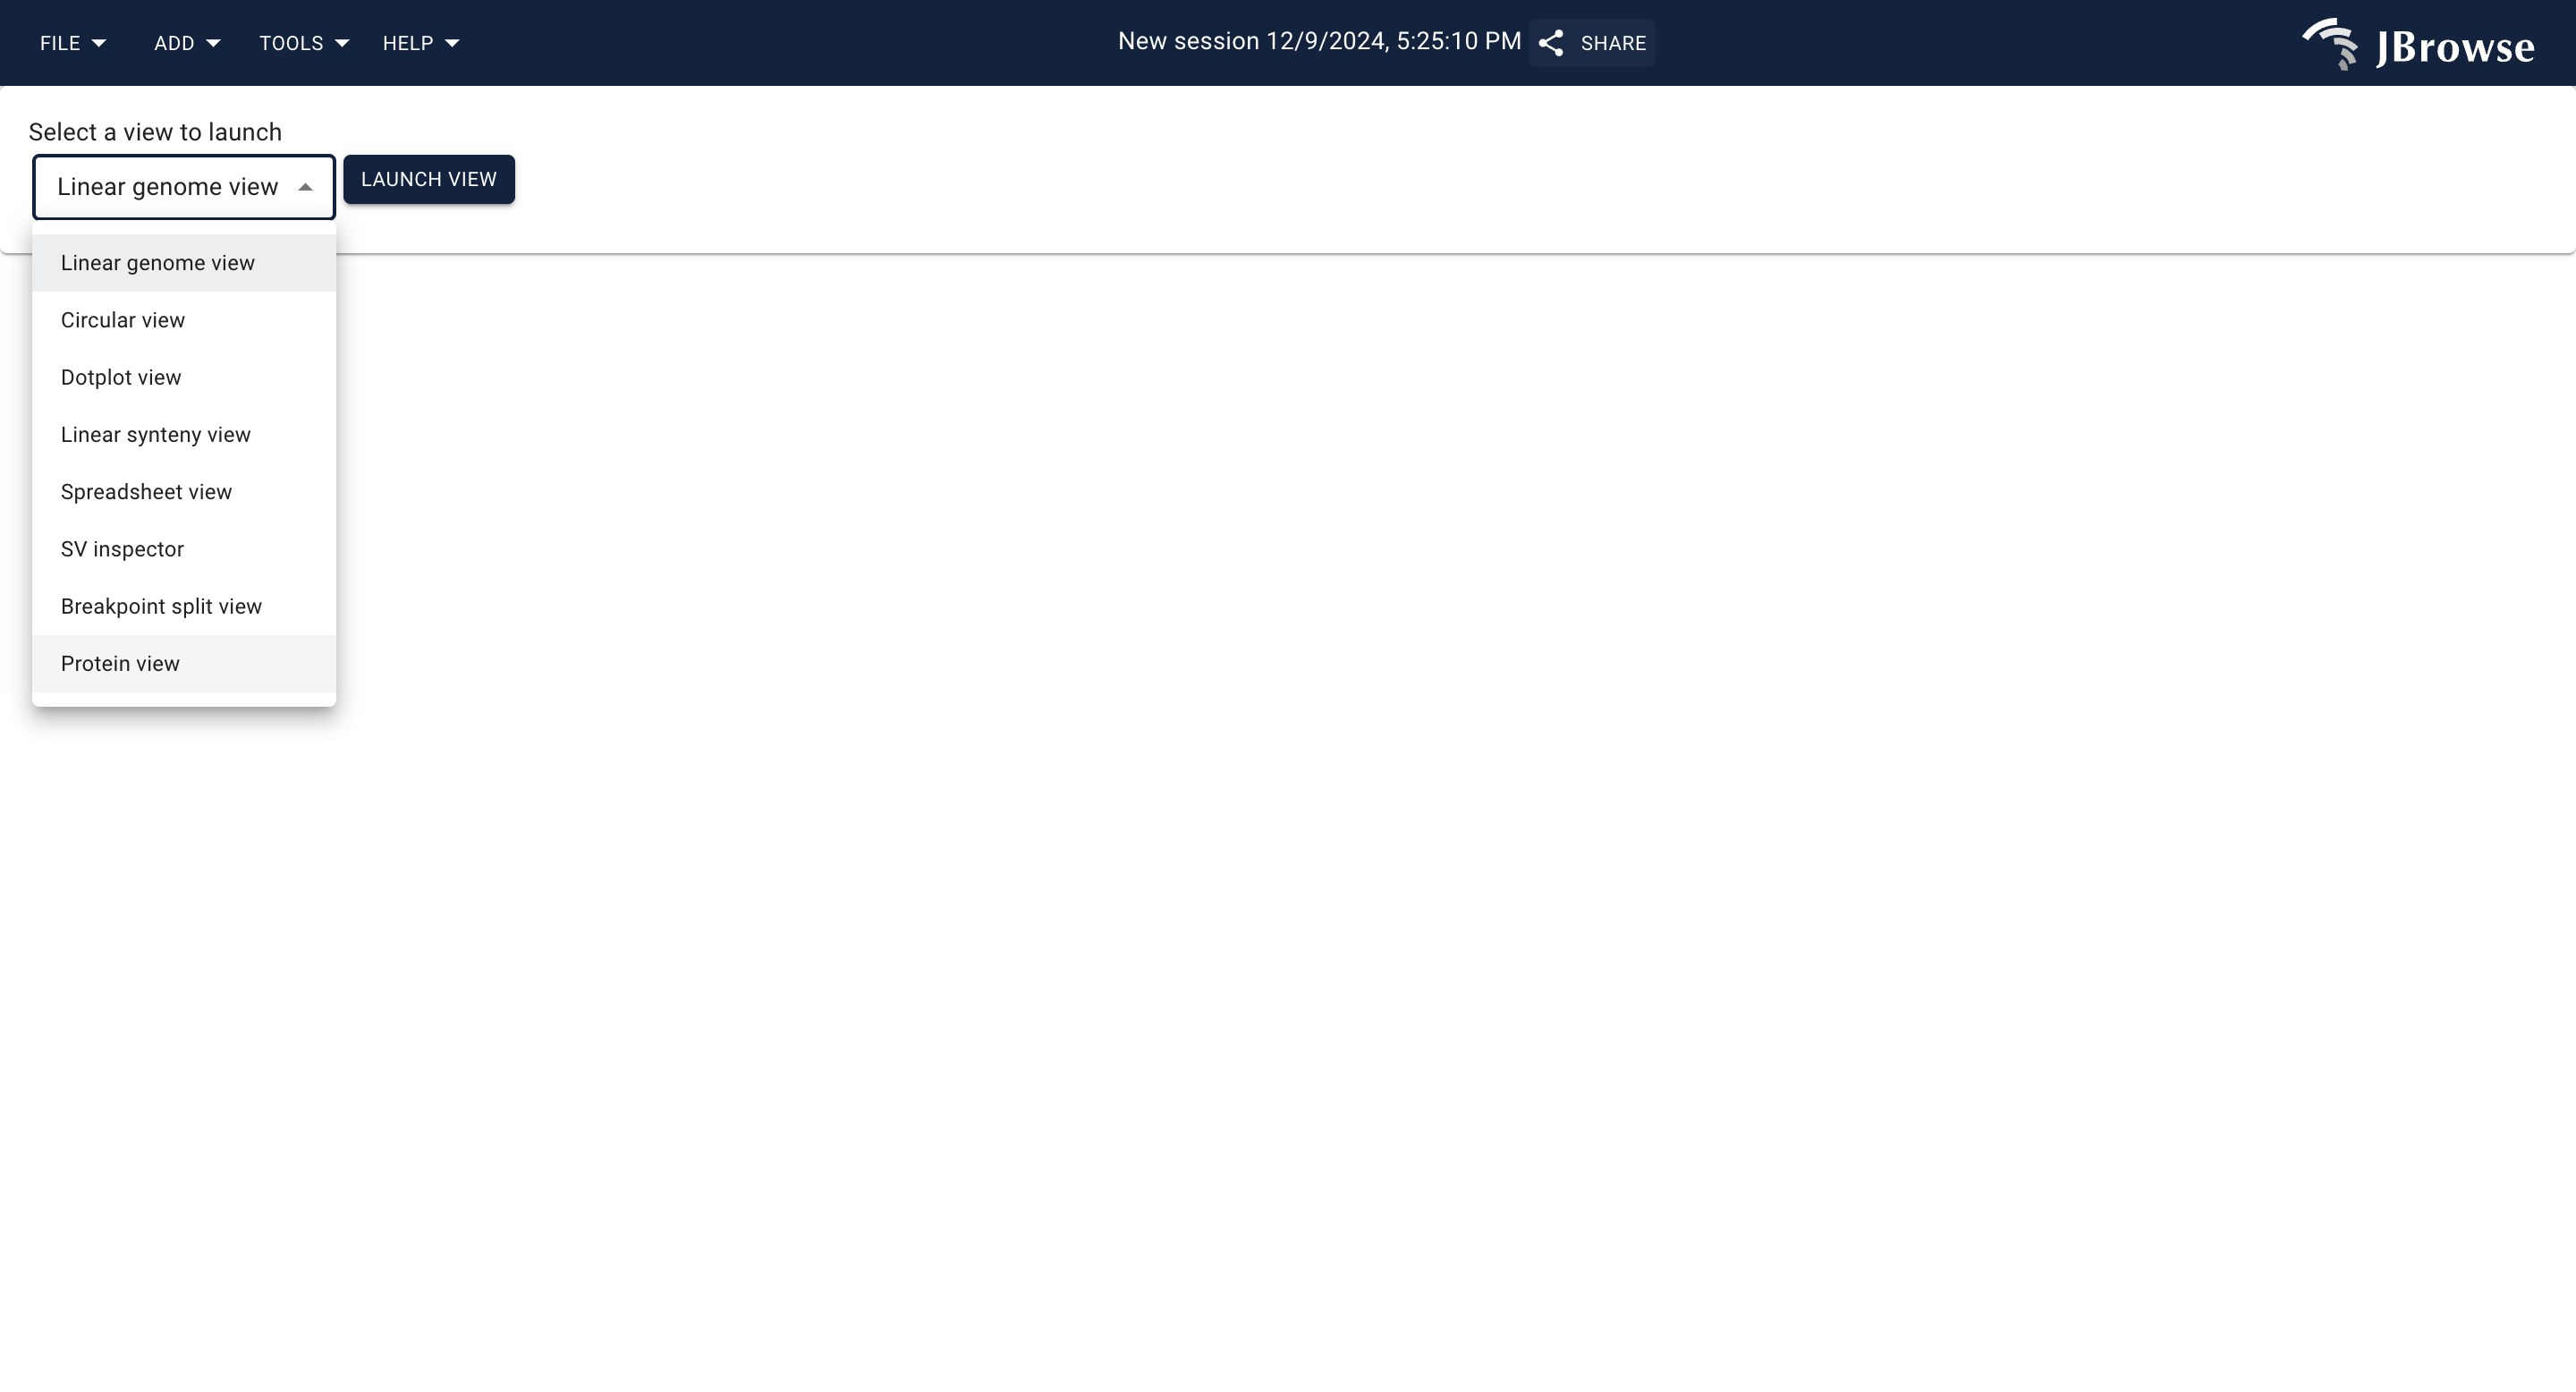 FILE ADD TOOLS HELP New session 12/9/2024, 5:25:10 PM SHARE JBrowse
Select a view to launch
Linear genome view LAUNCH VIEW
Linear genome view
Circular view
Dotplot view
Linear synteny view
Spreadsheet view
SV inspector
Breakpoint split view
Protein view